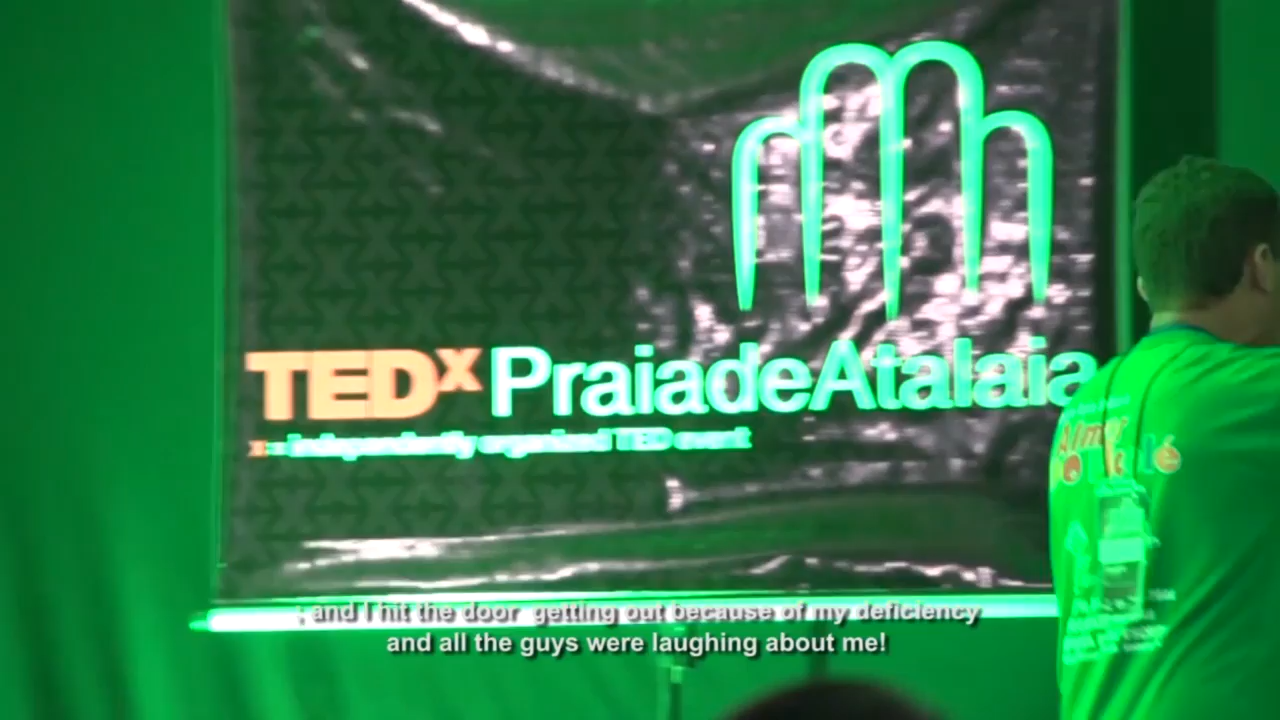 TEDx PraiadeAtalaia
x = independently organized TED event
; and I hit the door getting out because of my deficiency
and all the guys were laughing about me!